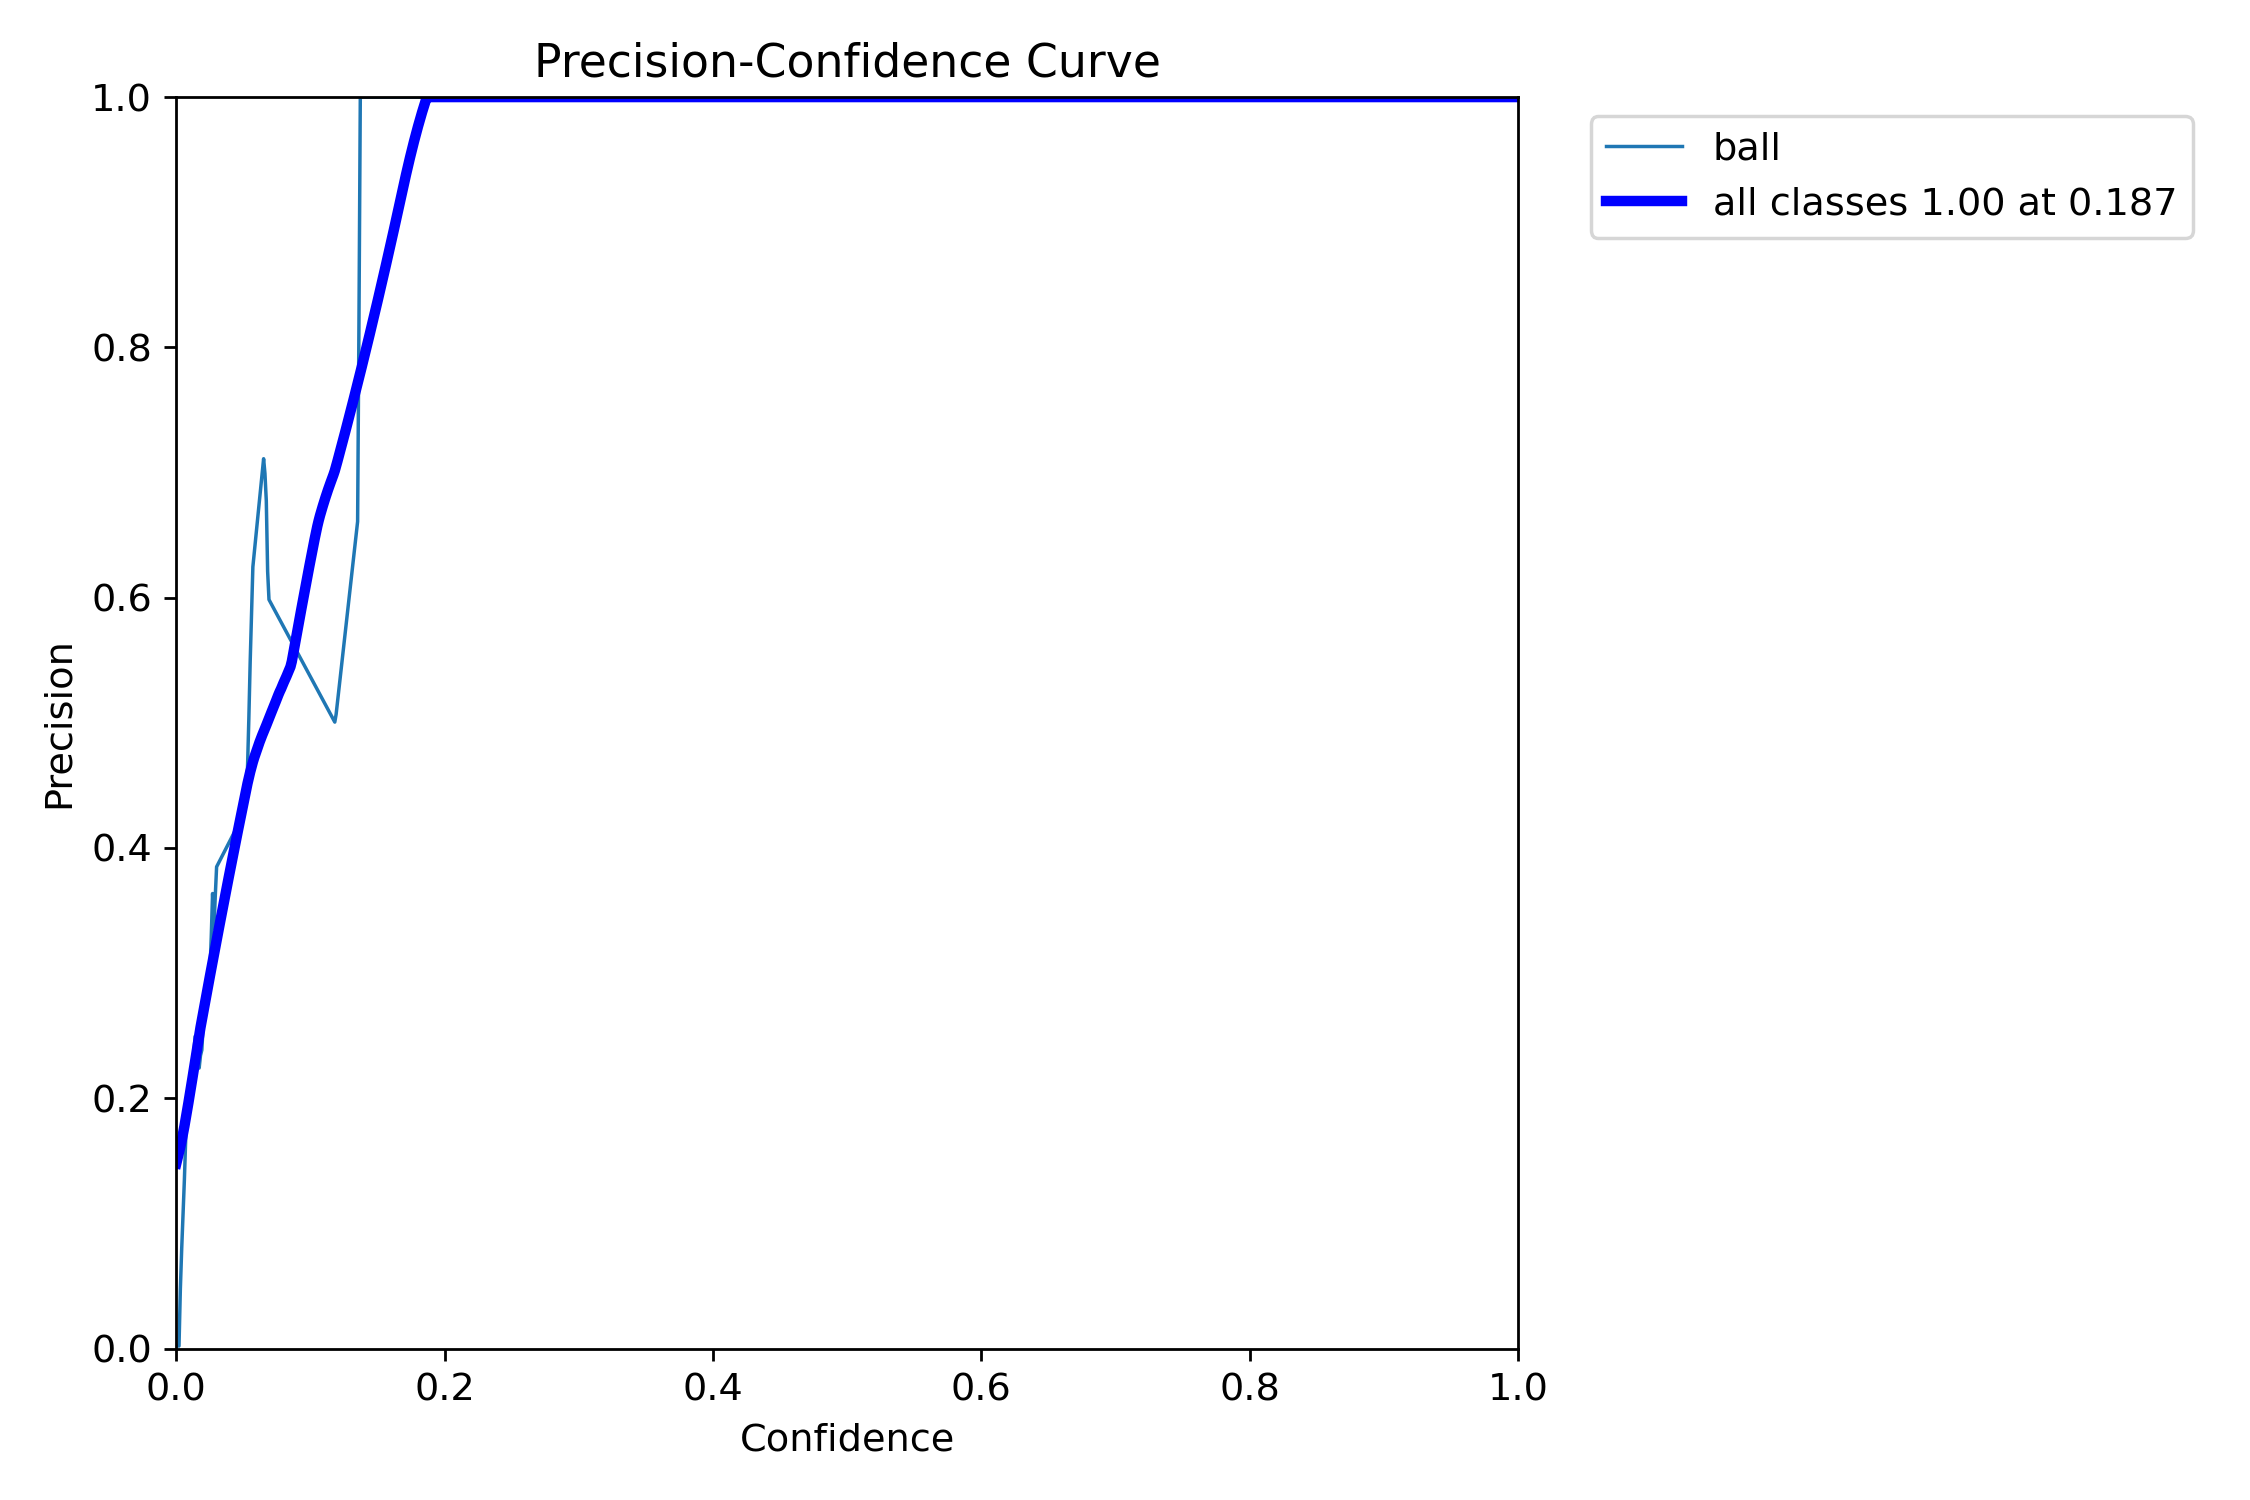 Precision-Confidence Curve
1.0
0.8
0.6
0.4
0.2
0.0
Precision
0.0 0.2 0.4 0.6 0.8 1.0
Confidence
ball
all classes 1.00 at 0.187